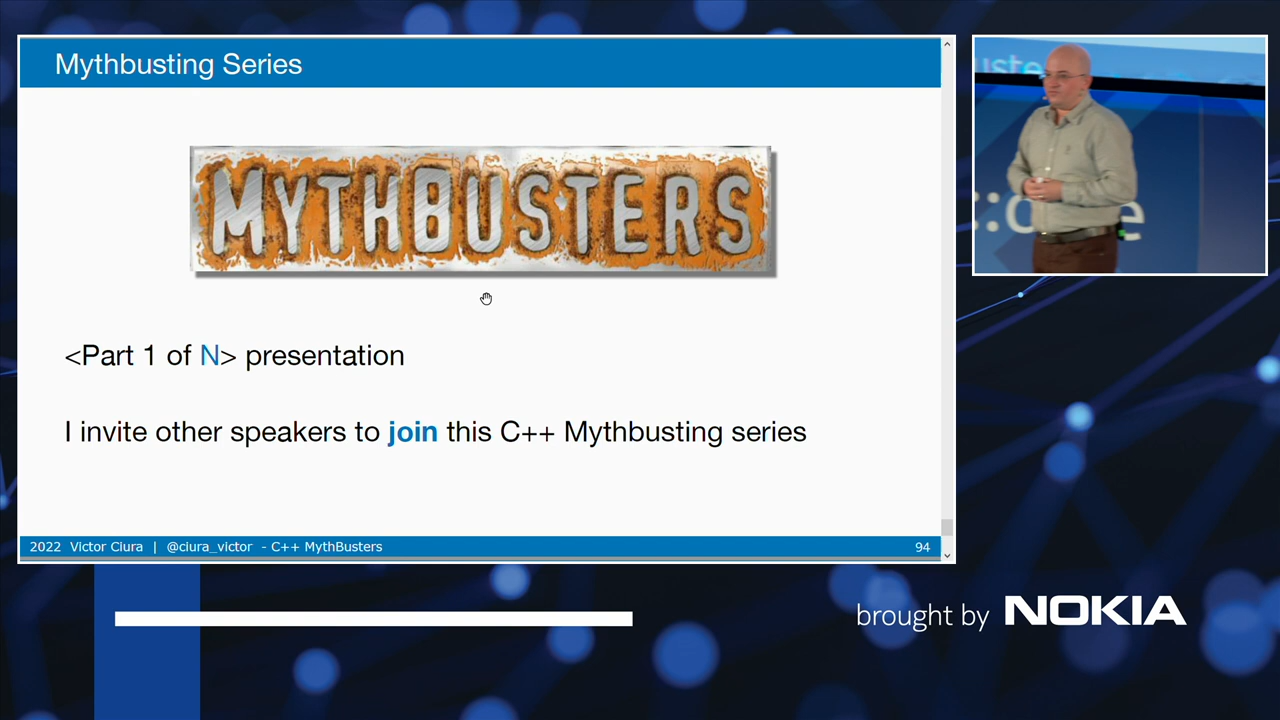 Mythbusting Series
MYTHBUSTERS
<Part 1 of N> presentation
I invite other speakers to join this C++ Mythbusting series
2022 Victor Ciura | @ciura_victor - C++ MythBusters
94
brought by NOKIA